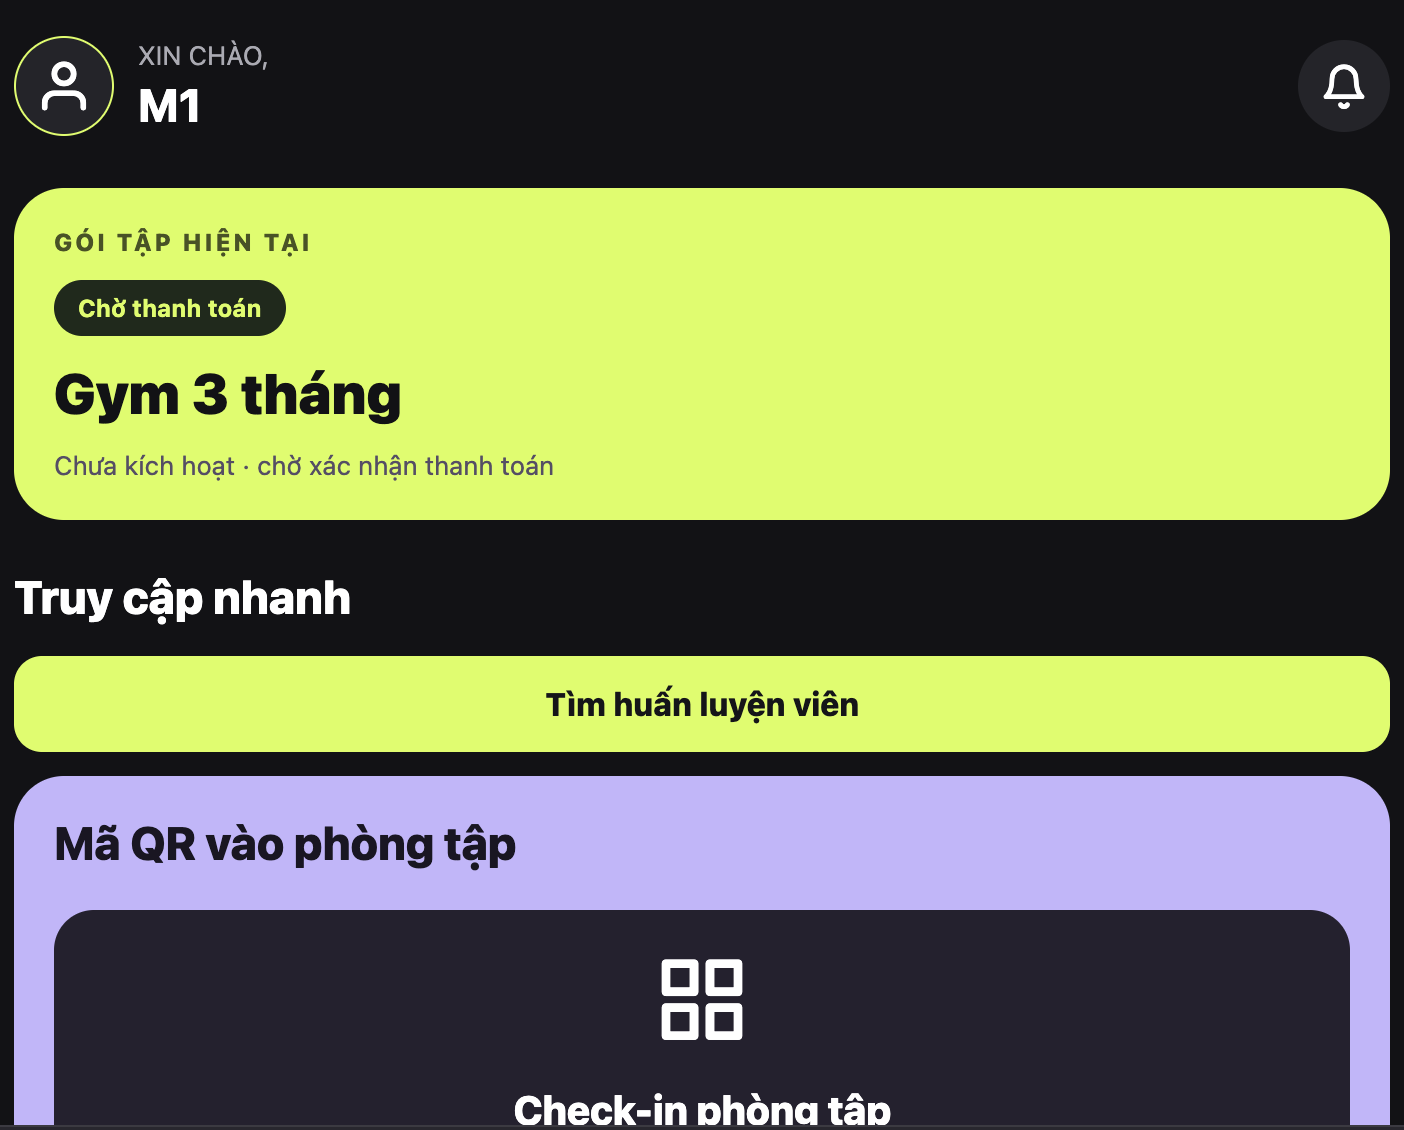 XIN CHÀO,
M1
GÓI TẬP HIỆN TẠI
Chờ thanh toán
Gym 3 tháng
Chưa kích hoạt · chờ xác nhận thanh toán
Truy cập nhanh
Tìm huấn luyện viên
Mã QR vào phòng tập
Check-in phòng tập